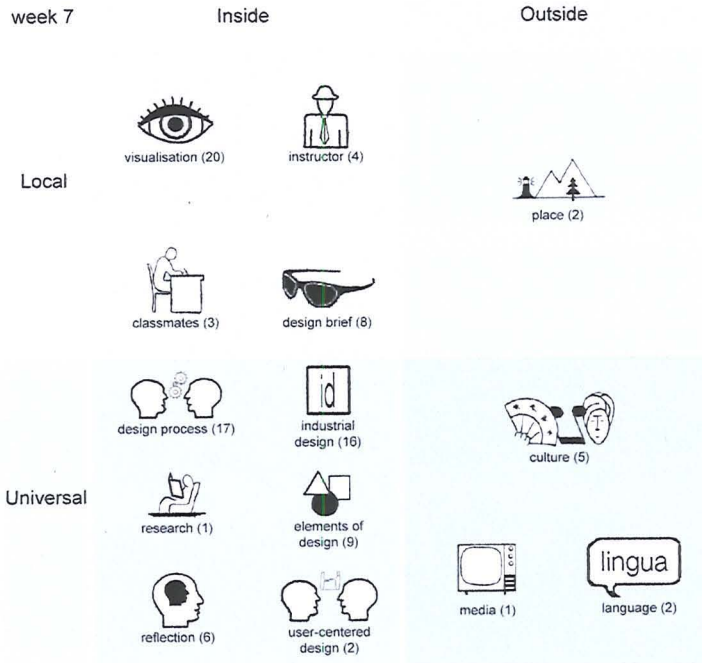 week 7
Inside
Outside
Local
visualisation (20)
instructor (4)
place (2)
classmates (3)
design brief (8)
Universal
design process (17)
id
industrial
design (16)
culture (5)
research (1)
elements of
design (9)
lingua
media (1)
language (2)
reflection (6)
user-centered
design (2)